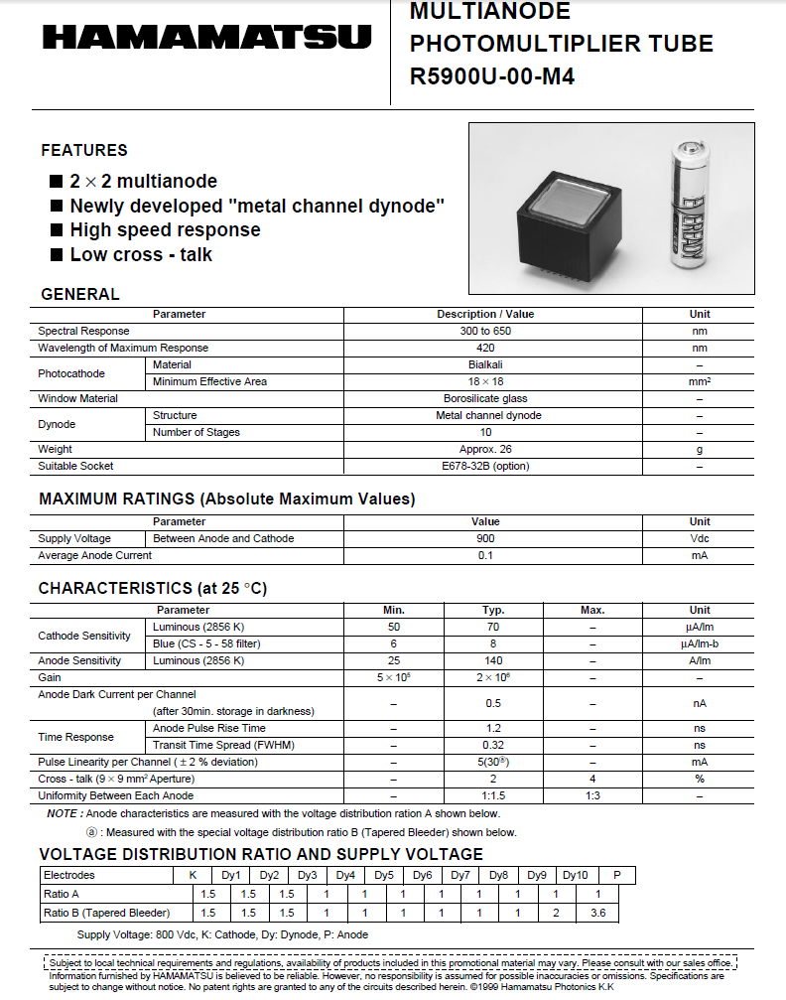 HAMAMATSU
MULTIANODE
PHOTOMULTIPLIER TUBE
R5900U-00-M4
FEATURES
■ 2 × 2 multianode
■ Newly developed "metal channel dynode"
■ High speed response
■ Low cross - talk
EVEREADY
GENERAL
Parameter Description / Value Unit
Spectral Response 300 to 650 nm
Wavelength of Maximum Response 420 nm
Photocathode Material Bialkali –
Minimum Effective Area 18 × 18 mm²
Window Material Borosilicate glass –
Dynode Structure Metal channel dynode –
Number of Stages 10 –
Weight Approx. 26 g
Suitable Socket E678-32B (option) –
MAXIMUM RATINGS (Absolute Maximum Values)
Parameter Value Unit
Supply Voltage Between Anode and Cathode 900 Vdc
Average Anode Current 0.1 mA
CHARACTERISTICS (at 25 °C)
Parameter Min. Typ. Max. Unit
Cathode Sensitivity Luminous (2856 K) 50 70 – µA/lm
Blue (CS - 5 - 58 filter) 6 8 – µA/lm-b
Anode Sensitivity Luminous (2856 K) 25 140 – A/lm
Gain 5 × 10⁵ 2 × 10⁶ – –
Anode Dark Current per Channel
(after 30min. storage in darkness) – 0.5 – nA
Time Response Anode Pulse Rise Time – 1.2 – ns
Transit Time Spread (FWHM) – 0.32 – ns
Pulse Linearity per Channel ( ± 2 % deviation) – 5(30ⓐ) – mA
Cross - talk (9 × 9 mm² Aperture) – 2 4 %
Uniformity Between Each Anode – 1:1.5 1:3 –
NOTE : Anode characteristics are measured with the voltage distribution ration A shown below.
ⓐ : Measured with the special voltage distribution ratio B (Tapered Bleeder) shown below.
VOLTAGE DISTRIBUTION RATIO AND SUPPLY VOLTAGE
Electrodes K Dy1 Dy2 Dy3 Dy4 Dy5 Dy6 Dy7 Dy8 Dy9 Dy10 P
Ratio A 1.5 1.5 1.5 1 1 1 1 1 1 1 1
Ratio B (Tapered Bleeder) 1.5 1.5 1.5 1 1 1 1 1 1 2 3.6
Supply Voltage: 800 Vdc, K: Cathode, Dy: Dynode, P: Anode
Subject to local technical requirements and regulations, availability of products included in this promotional material may vary. Please consult with our sales office.
Information furnished by HAMAMATSU is believed to be reliable. However, no responsibility is assumed for possible inaccuracies or omissions. Specifications are
subject to change without notice. No patent rights are granted to any of the circuits described herein. ©1999 Hamamatsu Photonics K.K